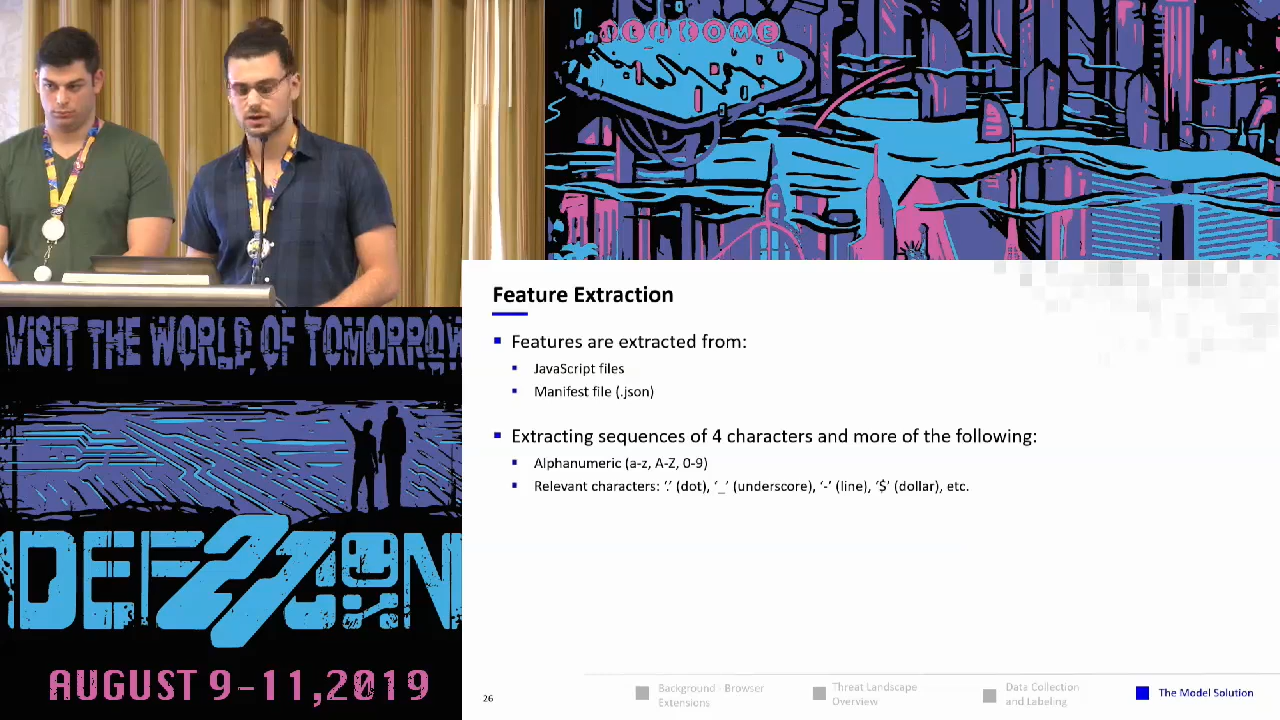 WELCOME
VISIT THE WORLD OF TOMORROW
DEF 27 CON
AUGUST 9-11,2019
Feature Extraction
▪ Features are extracted from:
▪ JavaScript files
▪ Manifest file (.json)
▪ Extracting sequences of 4 characters and more of the following:
▪ Alphanumeric (a-z, A-Z, 0-9)
▪ Relevant characters: ‘.’ (dot), ‘_’ (underscore), ‘-’ (line), ‘$’ (dollar), etc.
26
Background - Browser
Extensions
Threat Landscape
Overview
Data Collection
and Labeling
The Model Solution